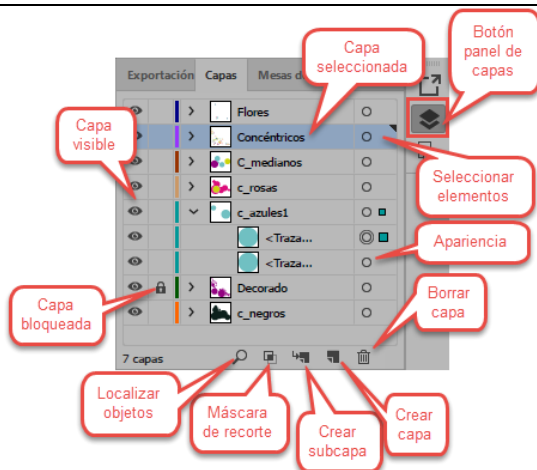 Botón
panel de
capas
Capa
seleccionada
Exportación Capas Mesas d
Flores
Capa
visible
Concéntricos
C_medianos
Seleccionar
elementos
c_rosas
c_azules1
<Traza...
Apariencia
<Traza...
Capa
bloqueada
Decorado
Borrar
capa
c_negros
7 capas
Localizar
objetos
Máscara
de recorte
Crear
subcapa
Crear
capa